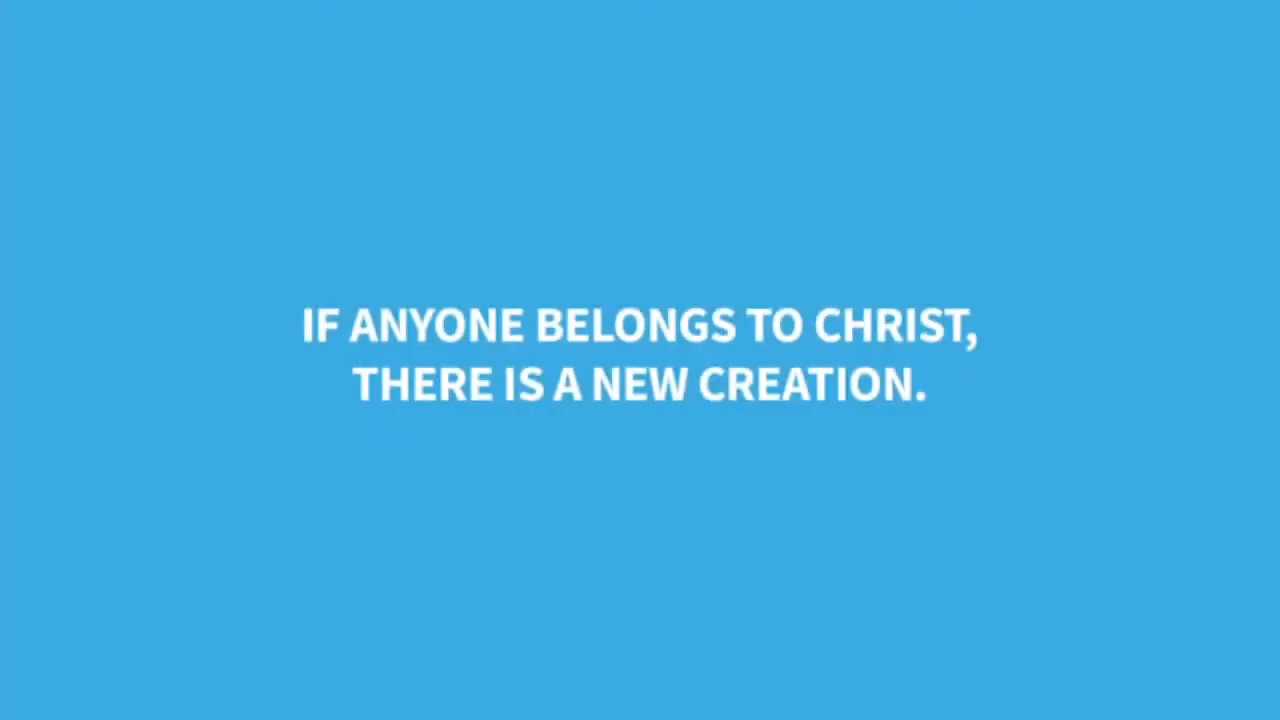 IF ANYONE BELONGS TO CHRIST,
THERE IS A NEW CREATION.